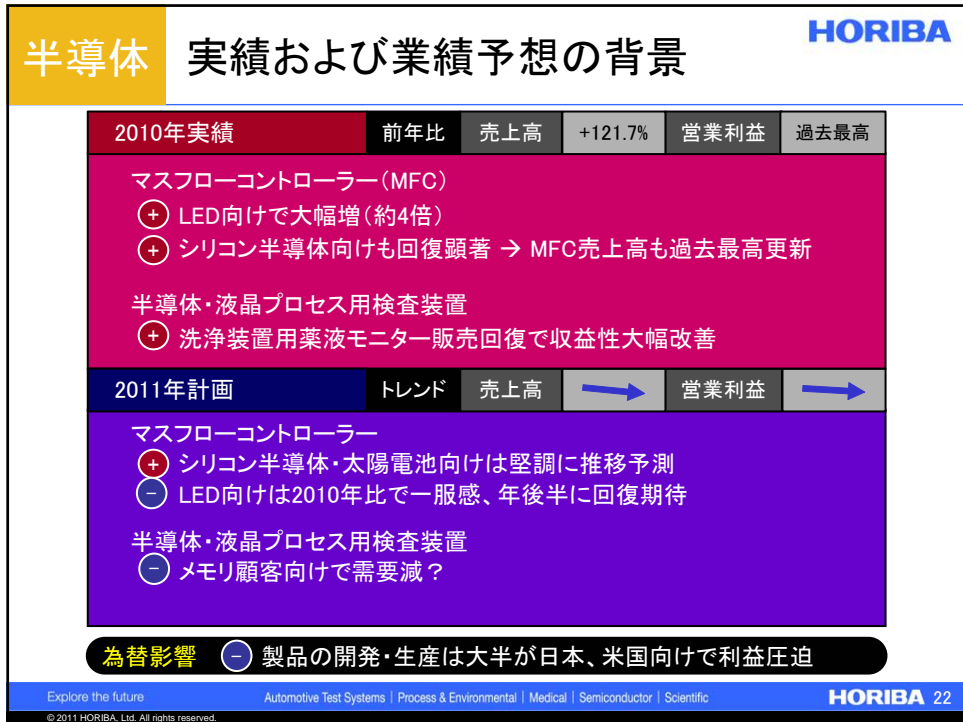 半導体 実績および業績予想の背景
HORIBA
2010年実績 前年比 売上高 +121.7% 営業利益 過去最高
マスフローコントローラー(MFC)
+ LED向けで大幅増(約4倍)
+ シリコン半導体向けも回復顕著 → MFC売上高も過去最高更新
半導体・液晶プロセス用検査装置
+ 洗浄装置用薬液モニター販売回復で収益性大幅改善
2011年計画 トレンド 売上高 営業利益
マスフローコントローラー
+ シリコン半導体・太陽電池向けは堅調に推移予測
− LED向けは2010年比で一服感、年後半に回復期待
半導体・液晶プロセス用検査装置
− メモリ顧客向けで需要減?
為替影響 − 製品の開発・生産は大半が日本、米国向けで利益圧迫
Explore the future Automotive Test Systems | Process & Environmental | Medical | Semiconductor | Scientific HORIBA 22
© 2011 HORIBA, Ltd. All rights reserved.